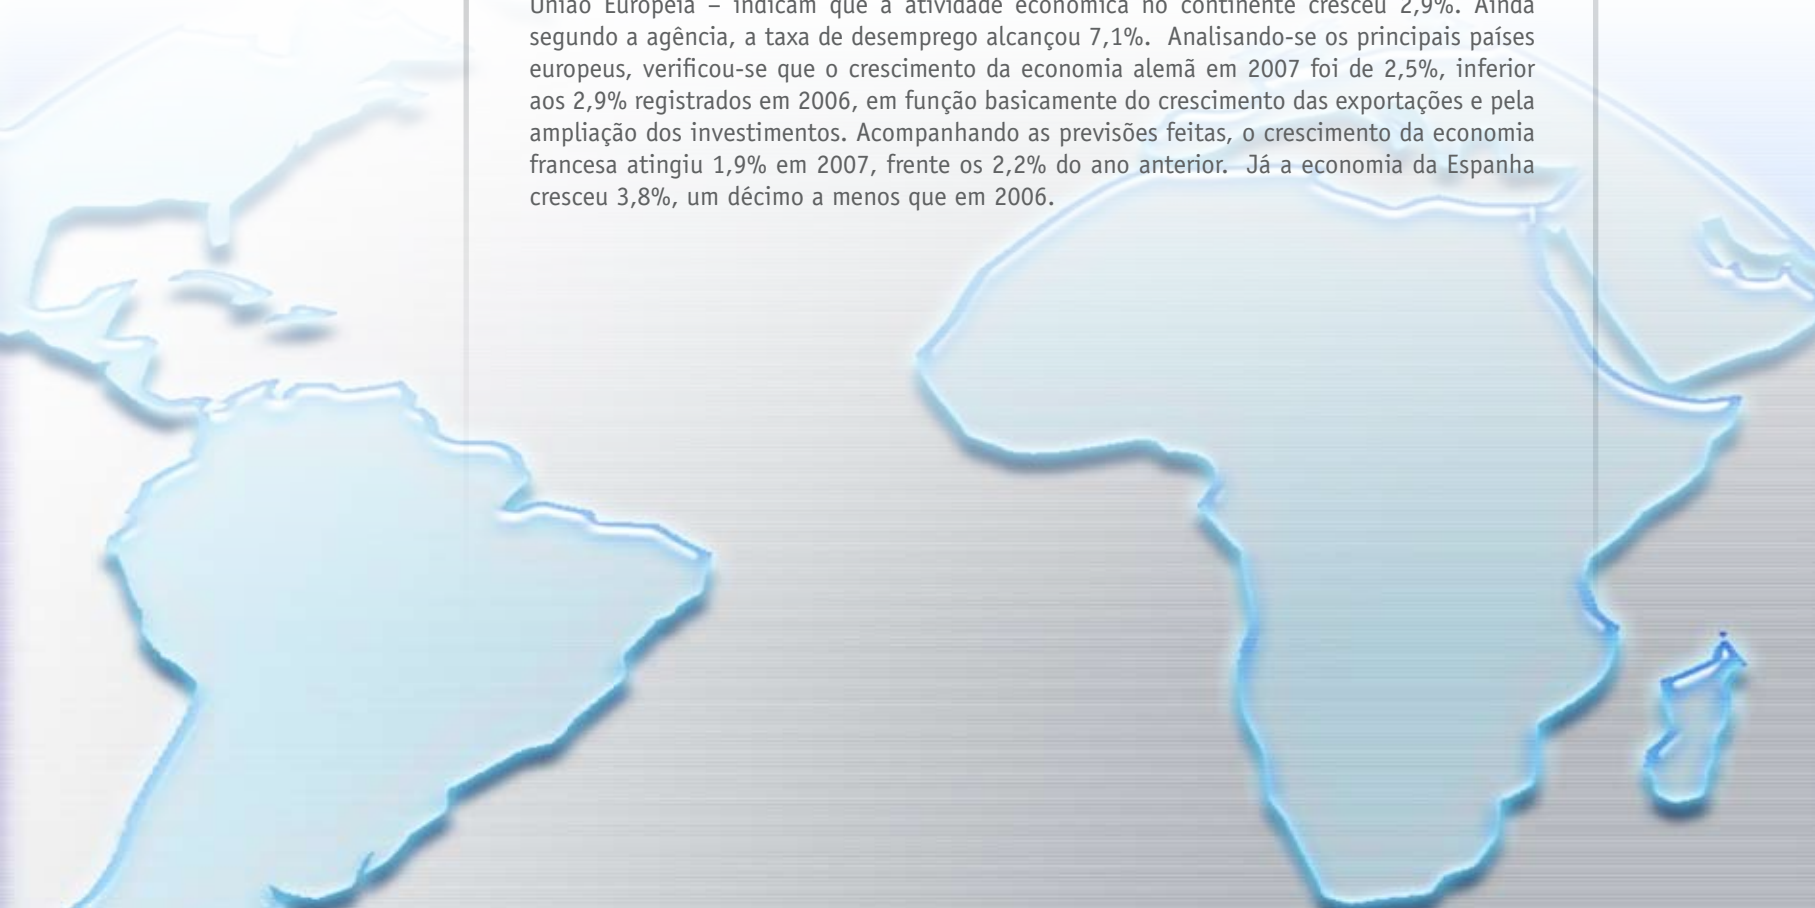 União Européia – indicam que a atividade econômica no continente cresceu 2,9%. Ainda
segundo a agência, a taxa de desemprego alcançou 7,1%. Analisando-se os principais países
europeus, verificou-se que o crescimento da economia alemã em 2007 foi de 2,5%, inferior
aos 2,9% registrados em 2006, em função basicamente do crescimento das exportações e pela
ampliação dos investimentos. Acompanhando as previsões feitas, o crescimento da economia
francesa atingiu 1,9% em 2007, frente os 2,2% do ano anterior. Já a economia da Espanha
cresceu 3,8%, um décimo a menos que em 2006.